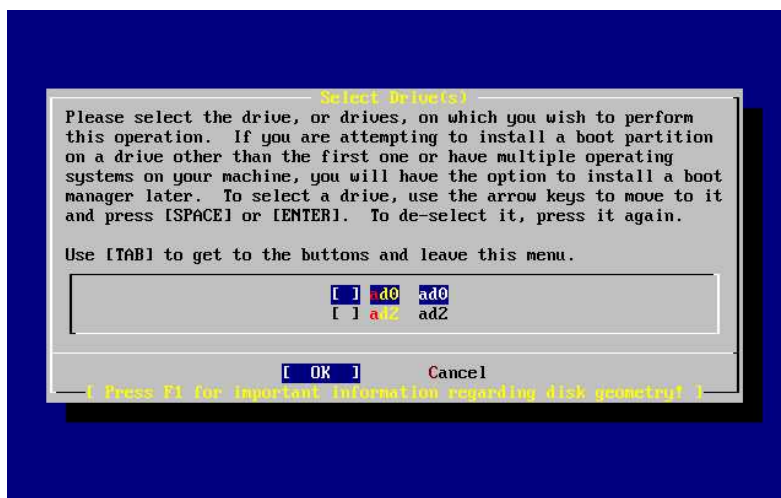 Select Drive(s)
Please select the drive, or drives, on which you wish to perform
this operation. If you are attempting to install a boot partition
on a drive other than the first one or have multiple operating
systems on your machine, you will have the option to install a boot
manager later. To select a drive, use the arrow keys to move to it
and press [SPACE] or [ENTER]. To de-select it, press it again.
Use [TAB] to get to the buttons and leave this menu.
[ ] ad0 ad0
[ ] ad2 ad2
[ OK ] Cancel
[ Press F1 for important information regarding disk geometry! ]